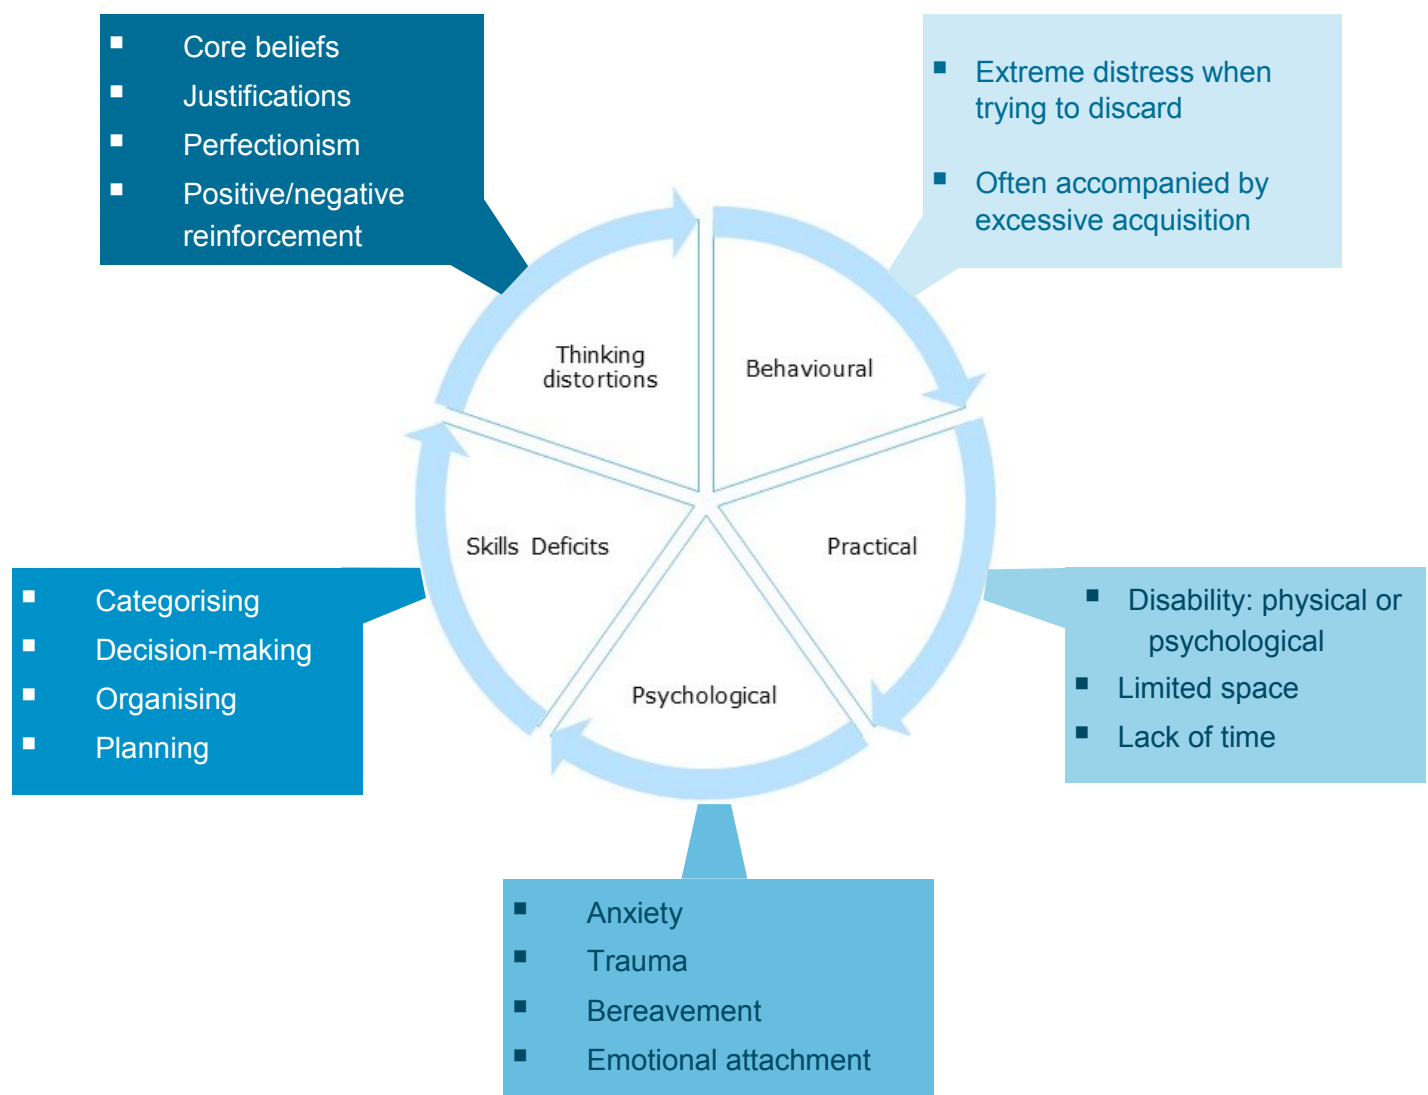 Core beliefs
Justifications
Perfectionism
Positive/negative
reinforcement
Extreme distress when
trying to discard
Often accompanied by
excessive acquisition
Thinking
distortions
Behavioural
Skills Deficits
Practical
Psychological
Categorising
Decision-making
Organising
Planning
Disability: physical or
psychological
Limited space
Lack of time
Anxiety
Trauma
Bereavement
Emotional attachment